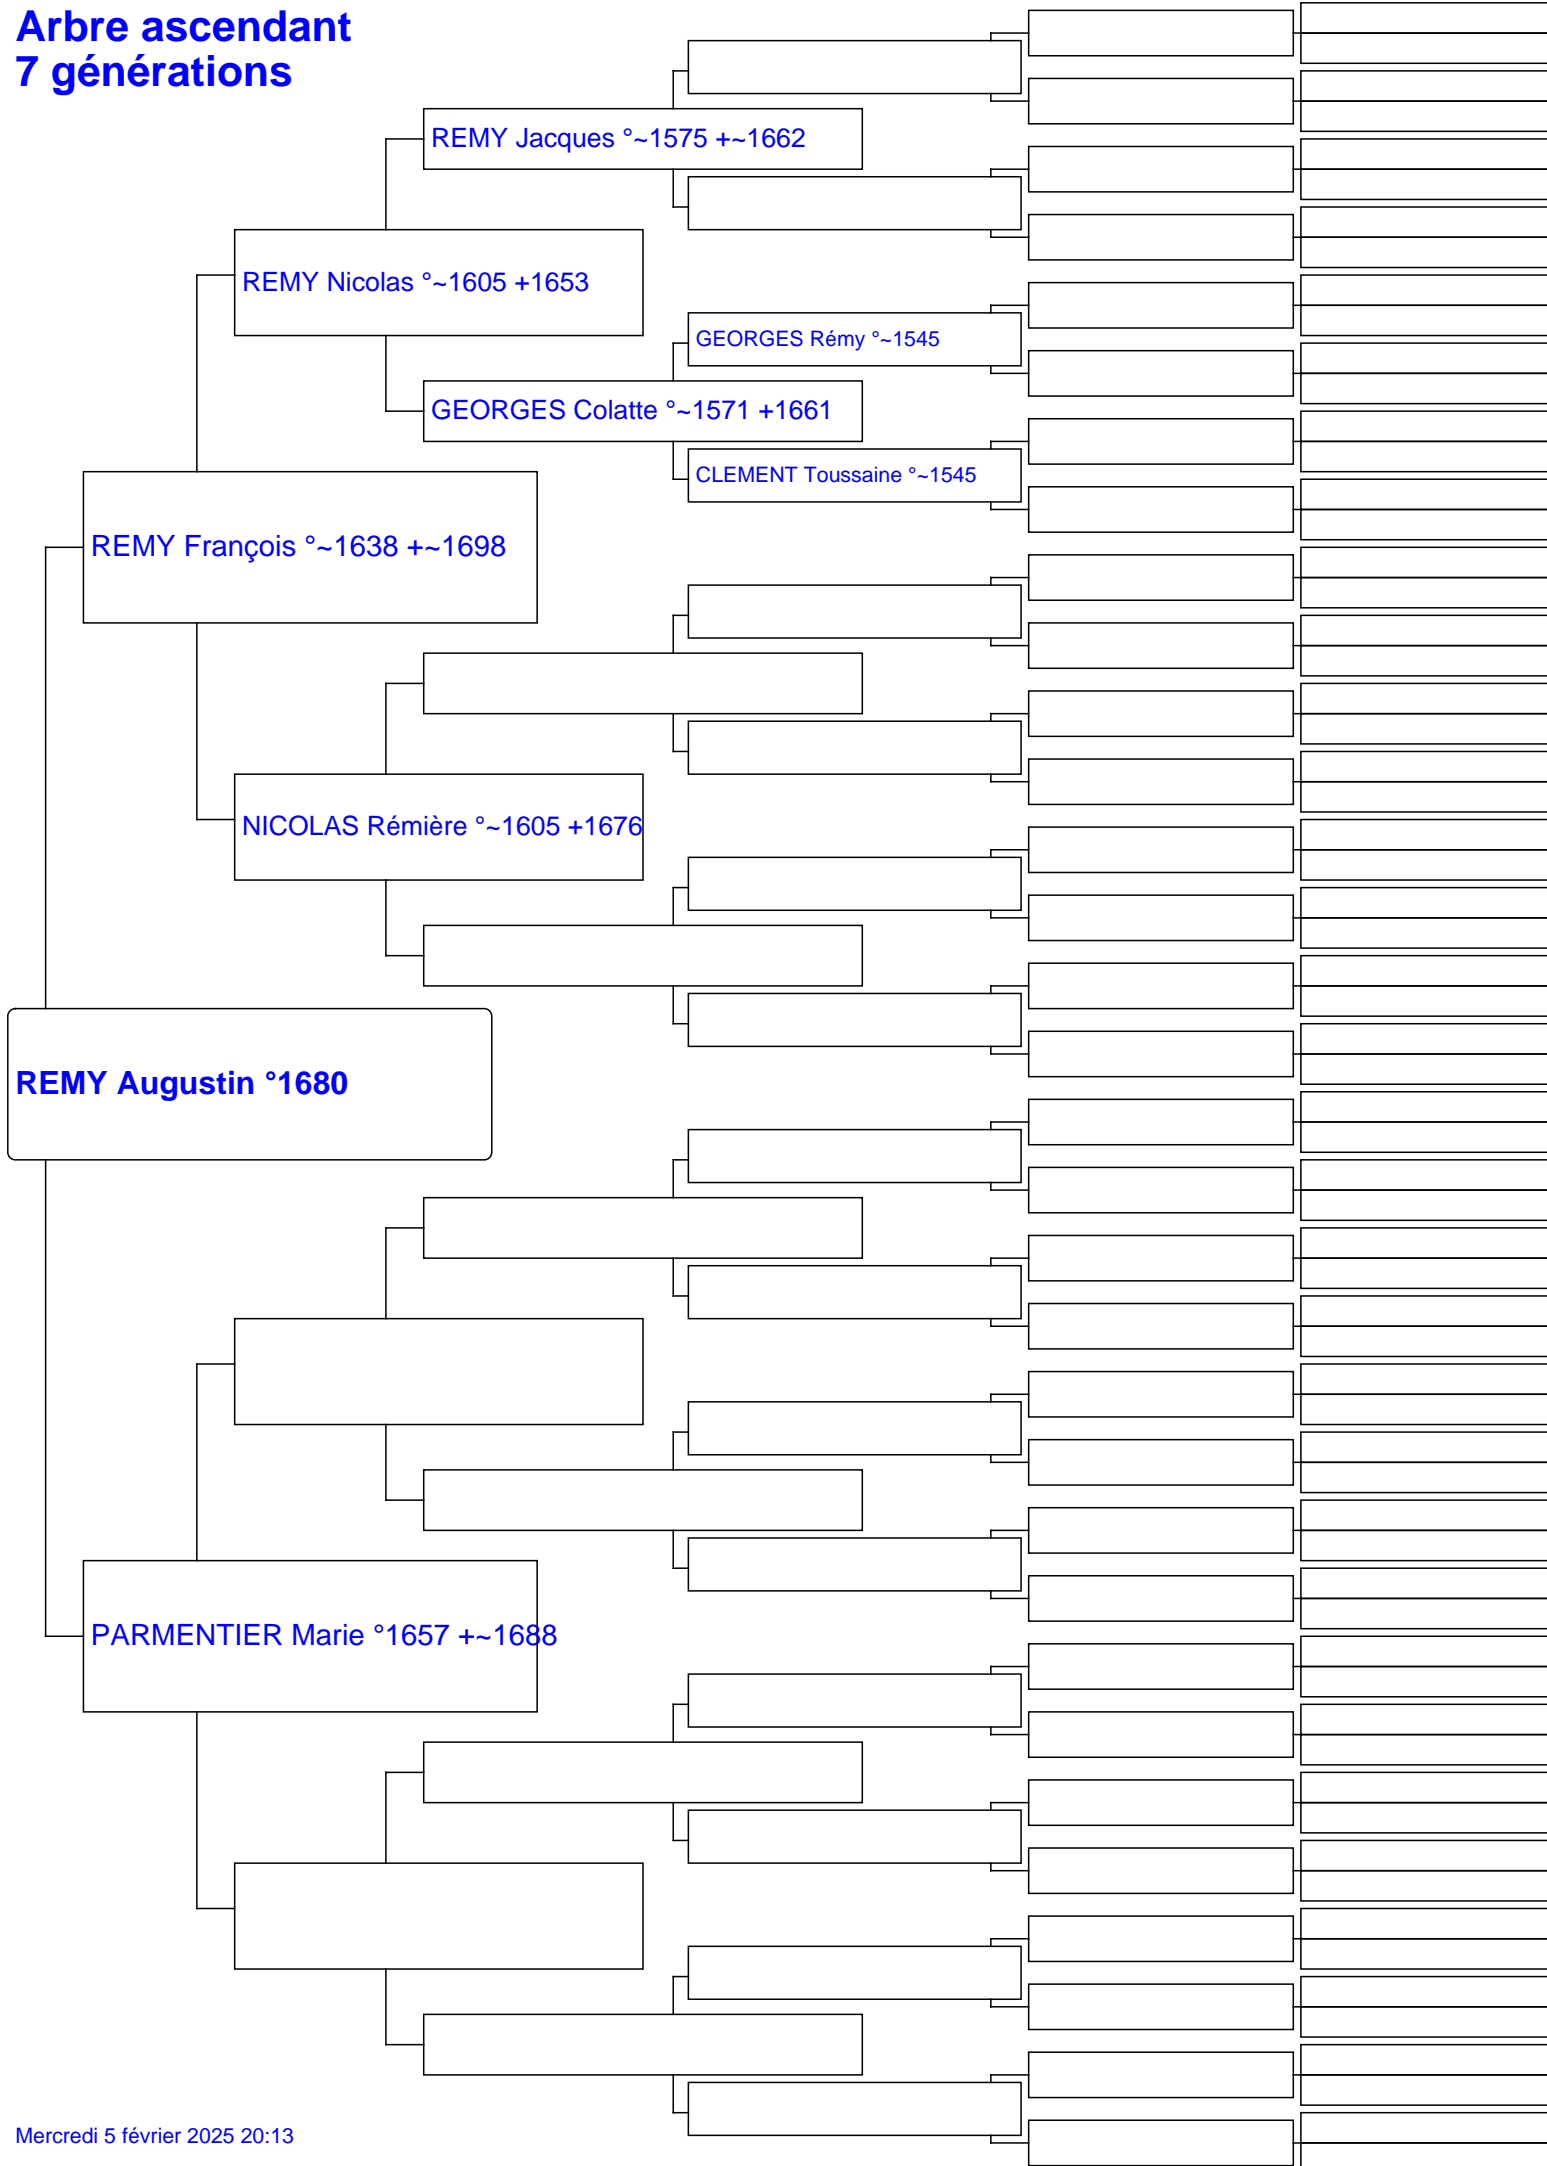 Arbre ascendant
7 générations
REMY Jacques °~1575 +~1662
REMY Nicolas °~1605 +1653
GEORGES Rémy °~1545
GEORGES Colatte °~1571 +1661
CLEMENT Toussaine °~1545
REMY François °~1638 +~1698
NICOLAS Rémière °~1605 +1676
REMY Augustin °1680
PARMENTIER Marie °1657 +~1688
Mercredi 5 février 2025 20:13